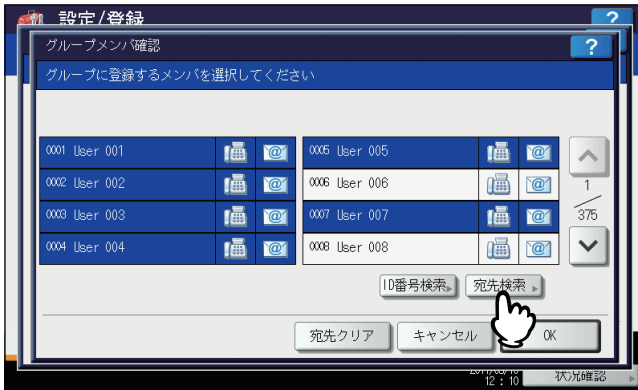 設定/登録
?
グループメンバ確認
?
グループに登録するメンバを選択してください
0001 User 001
0005 User 005
0002 User 002
0006 User 006
1
0003 User 003
0007 User 007
375
0004 User 004
0008 User 008
ID番号検索
宛先検索
宛先クリア
キャンセル
OK
12 : 10
状況確認